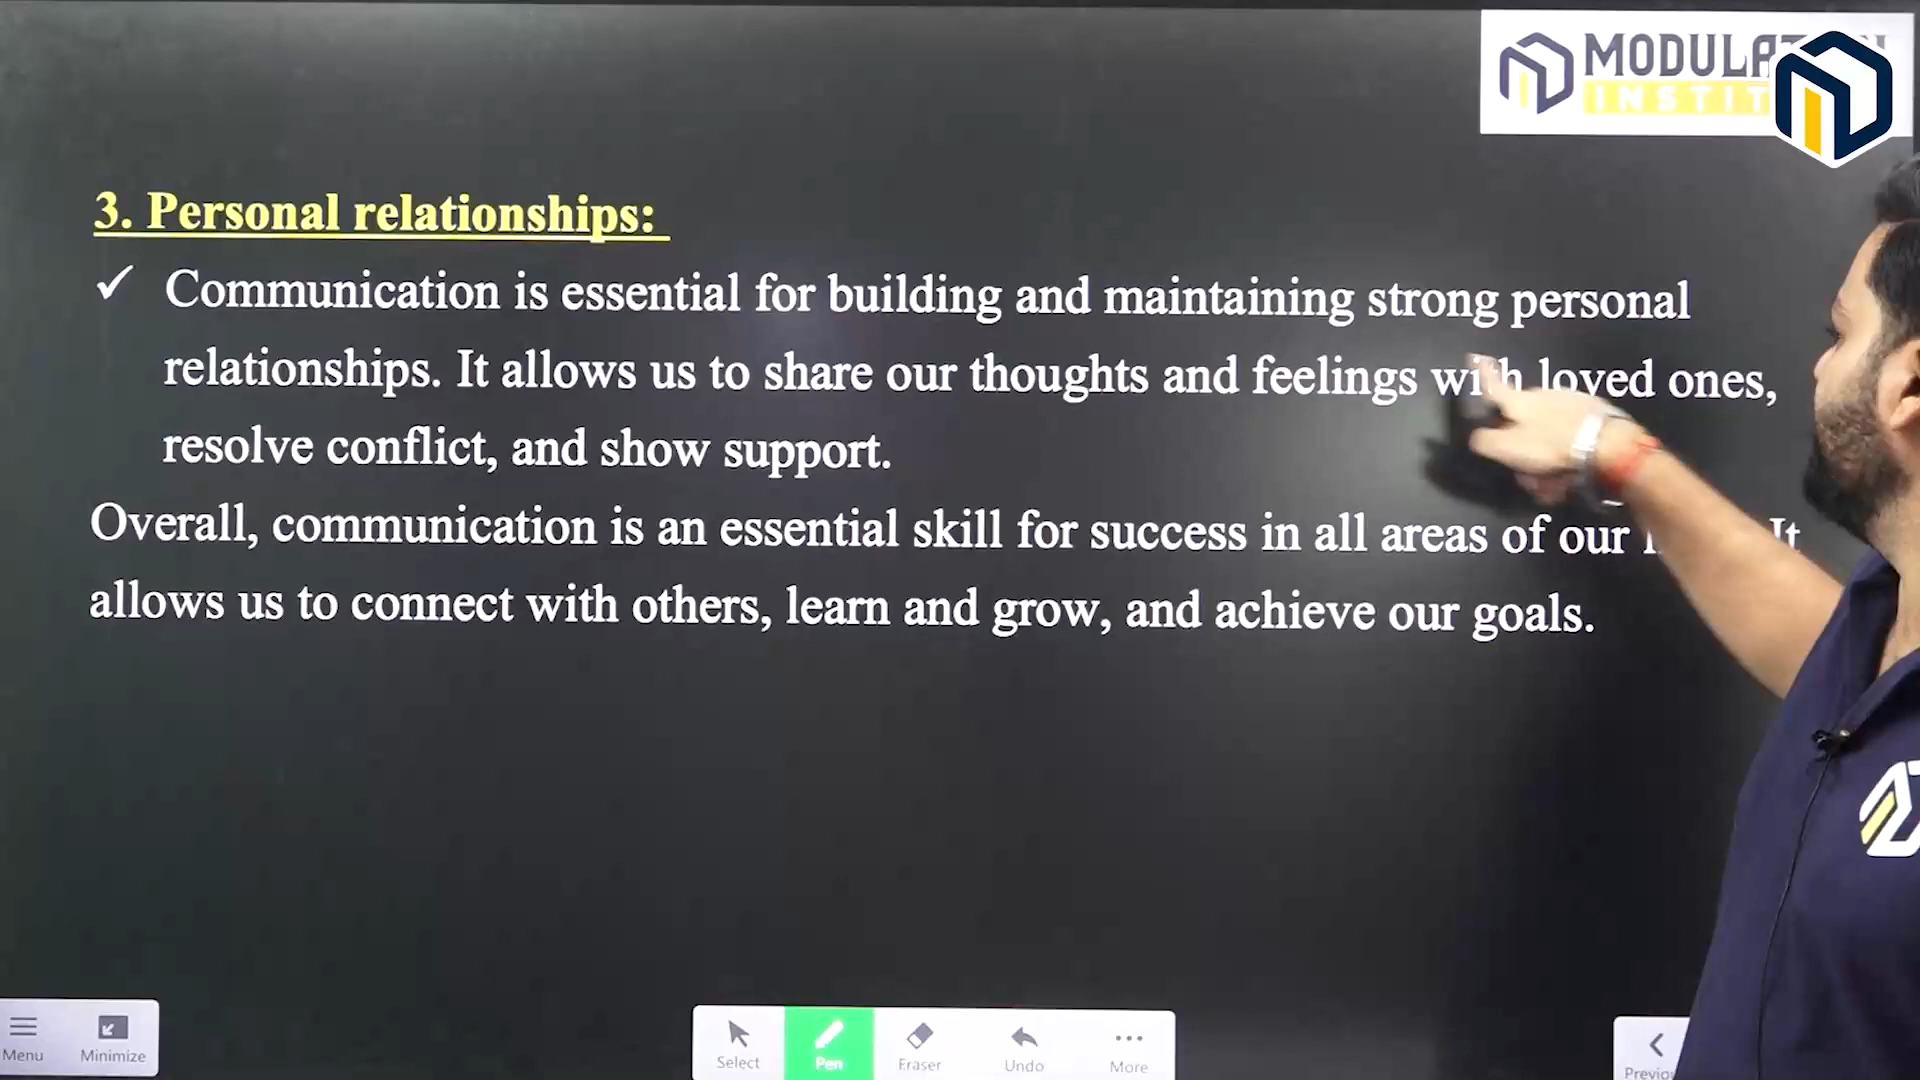 MODULA
INSTIT
3. Personal relationships:
✓ Communication is essential for building and maintaining strong personal
relationships. It allows us to share our thoughts and feelings with loved ones,
resolve conflict, and show support.
Overall, communication is an essential skill for success in all areas of our It
allows us to connect with others, learn and grow, and achieve our goals.
Menu
Minimize
Select
Pen
Eraser
Undo
More
Previo